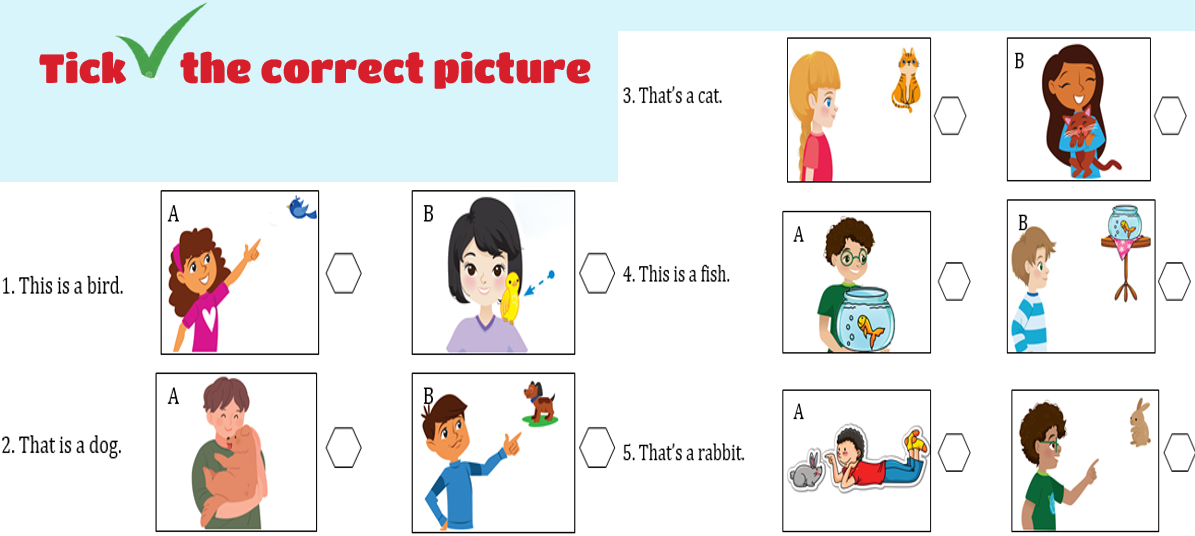 Tick the correct picture
1. This is a bird.
A
B
2. That is a dog.
A
B
3. That's a cat.
B
4. This is a fish.
A
B
5. That's a rabbit.
A